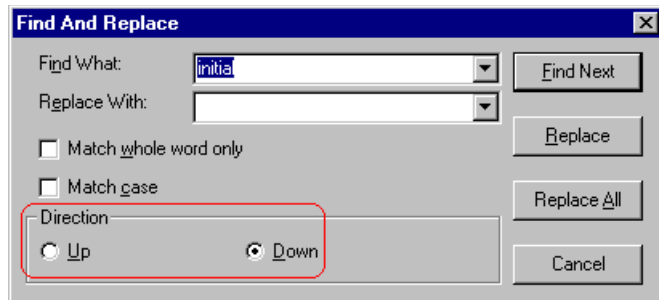 Find And Replace
Find What: initial Find Next
Replace With:
Match whole word only Replace
Match case Replace All
Direction
Up Down Cancel